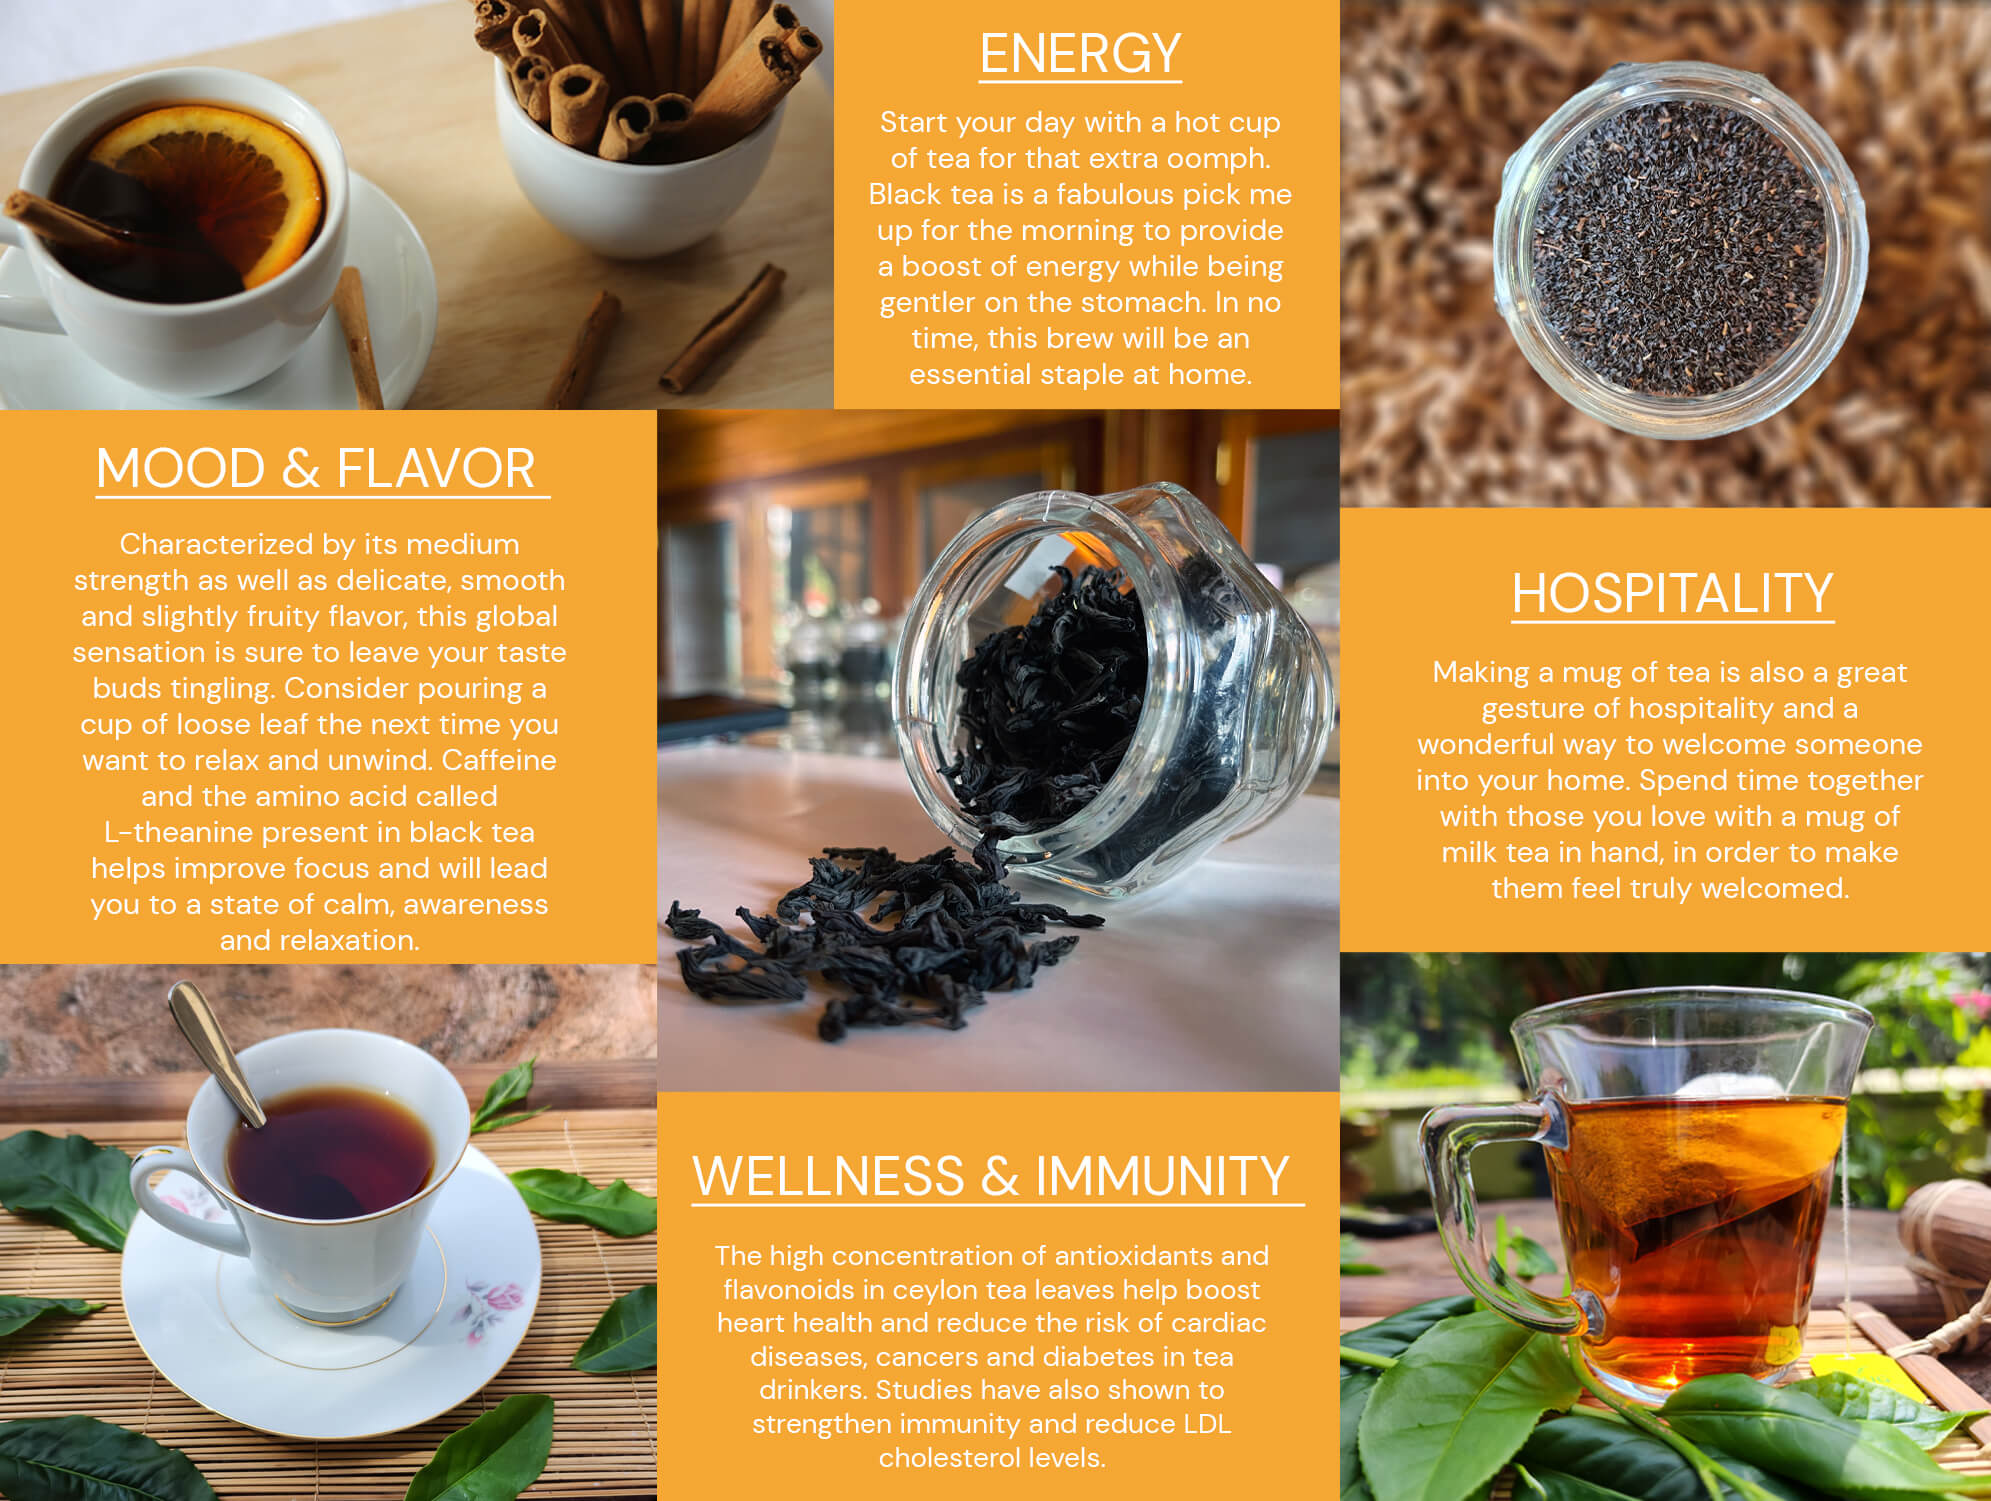 ENERGY
Start your day with a hot cup
of tea for that extra oomph.
Black tea is a fabulous pick me
up for the morning to provide
a boost of energy while being
gentler on the stomach. In no
time, this brew will be an
essential staple at home.
MOOD & FLAVOR
Characterized by its medium
strength as well as delicate, smooth
and slightly fruity flavor, this global
sensation is sure to leave your taste
buds tingling. Consider pouring a
cup of loose leaf the next time you
want to relax and unwind. Caffeine
and the amino acid called
L-theanine present in black tea
helps improve focus and will lead
you to a state of calm, awareness
and relaxation.
HOSPITALITY
Making a mug of tea is also a great
gesture of hospitality and a
wonderful way to welcome someone
into your home. Spend time together
with those you love with a mug of
milk tea in hand, in order to make
them feel truly welcomed.
WELLNESS & IMMUNITY
The high concentration of antioxidants and
flavonoids in ceylon tea leaves help boost
heart health and reduce the risk of cardiac
diseases, cancers and diabetes in tea
drinkers. Studies have also shown to
strengthen immunity and reduce LDL
cholesterol levels.